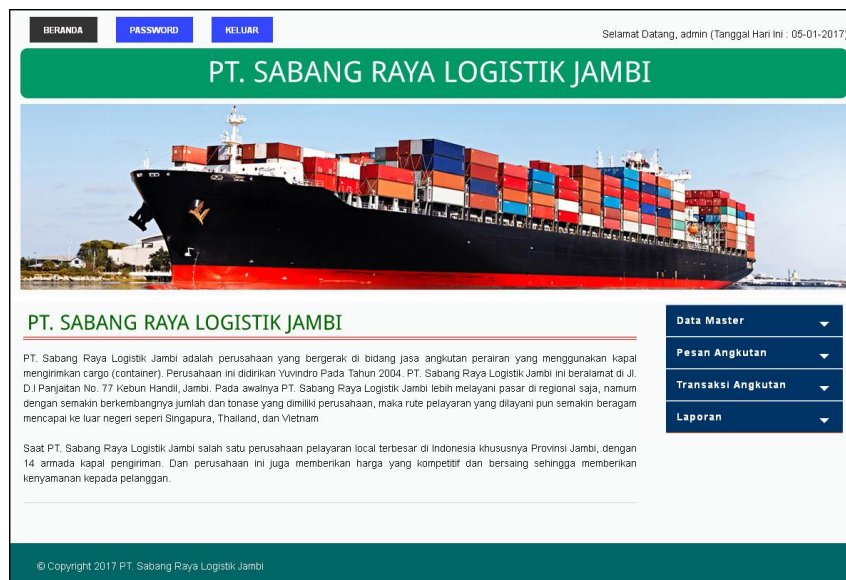 BERANDA PASSWORD KELUAR
Selamat Datang, admin (Tanggal Hari Ini : 05-01-2017)
PT. SABANG RAYA LOGISTIK JAMBI
PT. SABANG RAYA LOGISTIK JAMBI
PT. Sabang Raya Logistik Jambi adalah perusahaan yang bergerak di bidang jasa angkutan perairan yang menggunakan kapal
mengirimkan cargo (container). Perusahaan ini didirikan Yuvindro Pada Tahun 2004. PT. Sabang Raya Logistik Jambi ini beralamat di Jl.
D.I Panjaitan No. 77 Kebun Handil, Jambi. Pada awalnya PT. Sabang Raya Logistik Jambi lebih melayani pasar di regional saja, namum
dengan semakin berkembangnya jumlah dan tonase yang dimiliki perusahaan, maka rute pelayaran yang dilayani pun semakin beragam
mencapai ke luar negeri seperi Singapura, Thailand, dan Vietnam
Saat PT. Sabang Raya Logistik Jambi salah satu perusahaan pelayaran local terbesar di Indonesia khususnya Provinsi Jambi, dengan
14 armada kapal pengiriman. Dan perusahaan ini juga memberikan harga yang kompetitif dan bersaing sehingga memberikan
kenyamanan kepada pelanggan.
Data Master
Pesan Angkutan
Transaksi Angkutan
Laporan
© Copyright 2017 PT. Sabang Raya Logistik Jambi